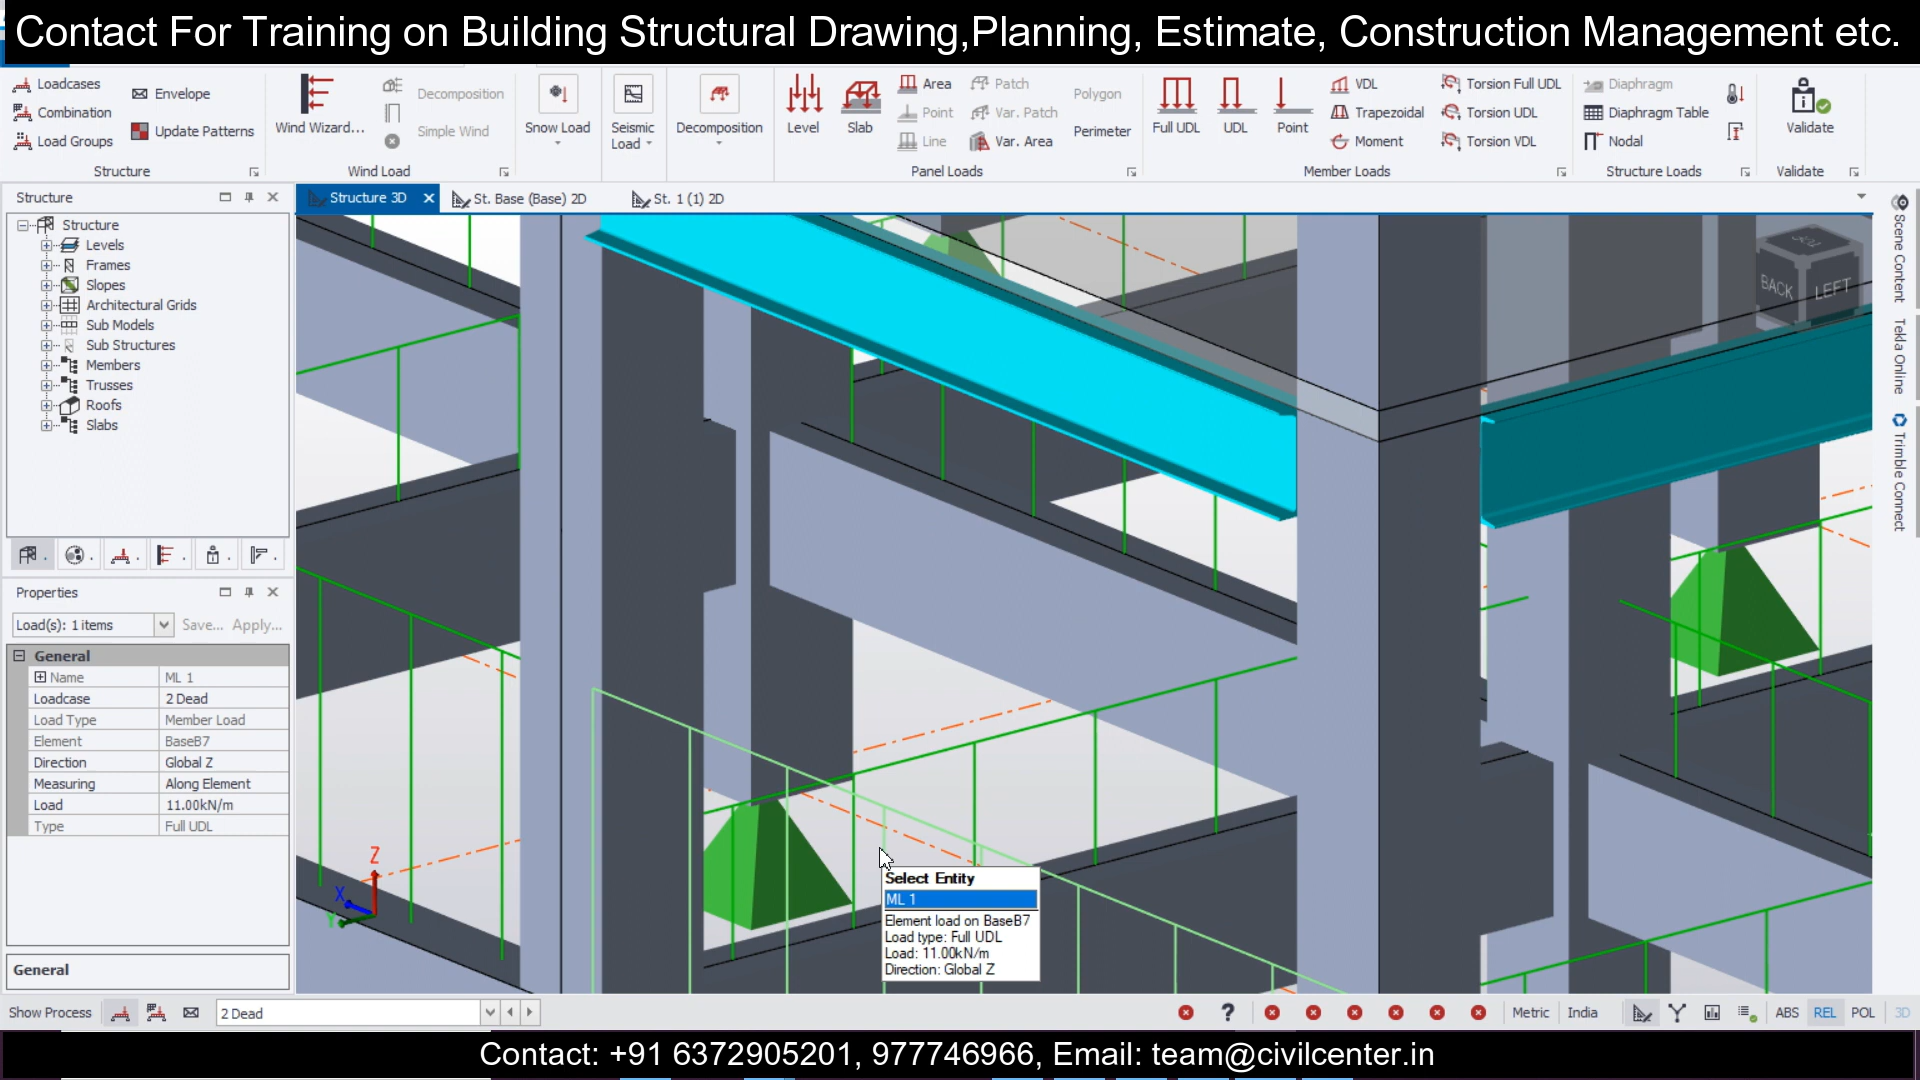 Contact For Training on Building Structural Drawing,Planning, Estimate, Construction Management etc.
Loadcases
Combination
Load Groups
Envelope
Update Patterns
Structure
Wind Wizard...
Decomposition
Simple Wind
Wind Load
Snow Load
Seismic Load
Decomposition
Level
Slab
Area
Point
Line
Patch
Var. Patch
Var. Area
Polygon
Perimeter
Panel Loads
Full UDL
UDL
Point
VDL
Trapezoidal
Moment
Torsion Full UDL
Torsion UDL
Torsion VDL
Member Loads
Diaphragm
Diaphragm Table
Nodal
Structure Loads
Validate
Validate
Structure
Structure 3D
St. Base (Base) 2D
St. 1 (1) 2D
Structure
Levels
Frames
Slopes
Architectural Grids
Sub Models
Sub Structures
Members
Trusses
Roofs
Slabs
BACK
LEFT
Scene Content
Tekla Online
Trimble Connect
Properties
Load(s): 1 items
Save...
Apply...
General
Name ML 1
Loadcase 2 Dead
Load Type Member Load
Element BaseB7
Direction Global Z
Measuring Along Element
Load 11.00kN/m
Type Full UDL
General
Z
X
Y
Select Entity
ML 1
Element load on BaseB7
Load type: Full UDL
Load: 11.00kN/m
Direction: Global Z
Show Process
2 Dead
Metric
India
ABS
REL
POL
3D
Contact: +91 6372905201, 977746966, Email: team@civilcenter.in